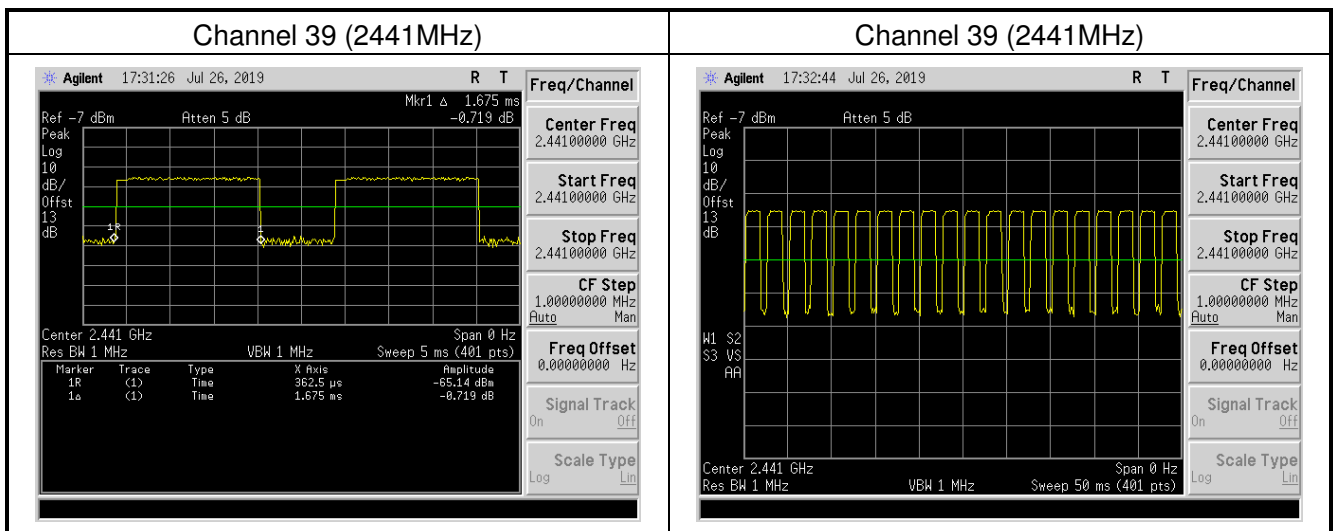 Channel 39 (2441MHz)
Agilent 17:31:26 Jul 26, 2019 R T
Mkr1 Δ 1.675 ms
Ref -7 dBm Atten 5 dB -0.719 dB
Peak
Log
10
dB/
Offst
13
dB
1R
1
Center 2.441 GHz Span 0 Hz
Res BW 1 MHz VBW 1 MHz Sweep 5 ms (401 pts)
Marker Trace Type X Axis Amplitude
1R (1) Time 362.5 µs -65.14 dBm
1Δ (1) Time 1.675 ms -0.719 dB
Freq/Channel
Center Freq
2.44100000 GHz
Start Freq
2.44100000 GHz
Stop Freq
2.44100000 GHz
CF Step
1.00000000 MHz
Auto Man
Freq Offset
0.00000000 Hz
Signal Track
On Off
Scale Type
Log Lin
Channel 39 (2441MHz)
Agilent 17:32:44 Jul 26, 2019 R T
Ref -7 dBm Atten 5 dB
Peak
Log
10
dB/
Offst
13
dB
W1 S2
S3 VS
AA
Center 2.441 GHz Span 0 Hz
Res BW 1 MHz VBW 1 MHz Sweep 50 ms (401 pts)
Freq/Channel
Center Freq
2.44100000 GHz
Start Freq
2.44100000 GHz
Stop Freq
2.44100000 GHz
CF Step
1.00000000 MHz
Auto Man
Freq Offset
0.00000000 Hz
Signal Track
On Off
Scale Type
Log Lin